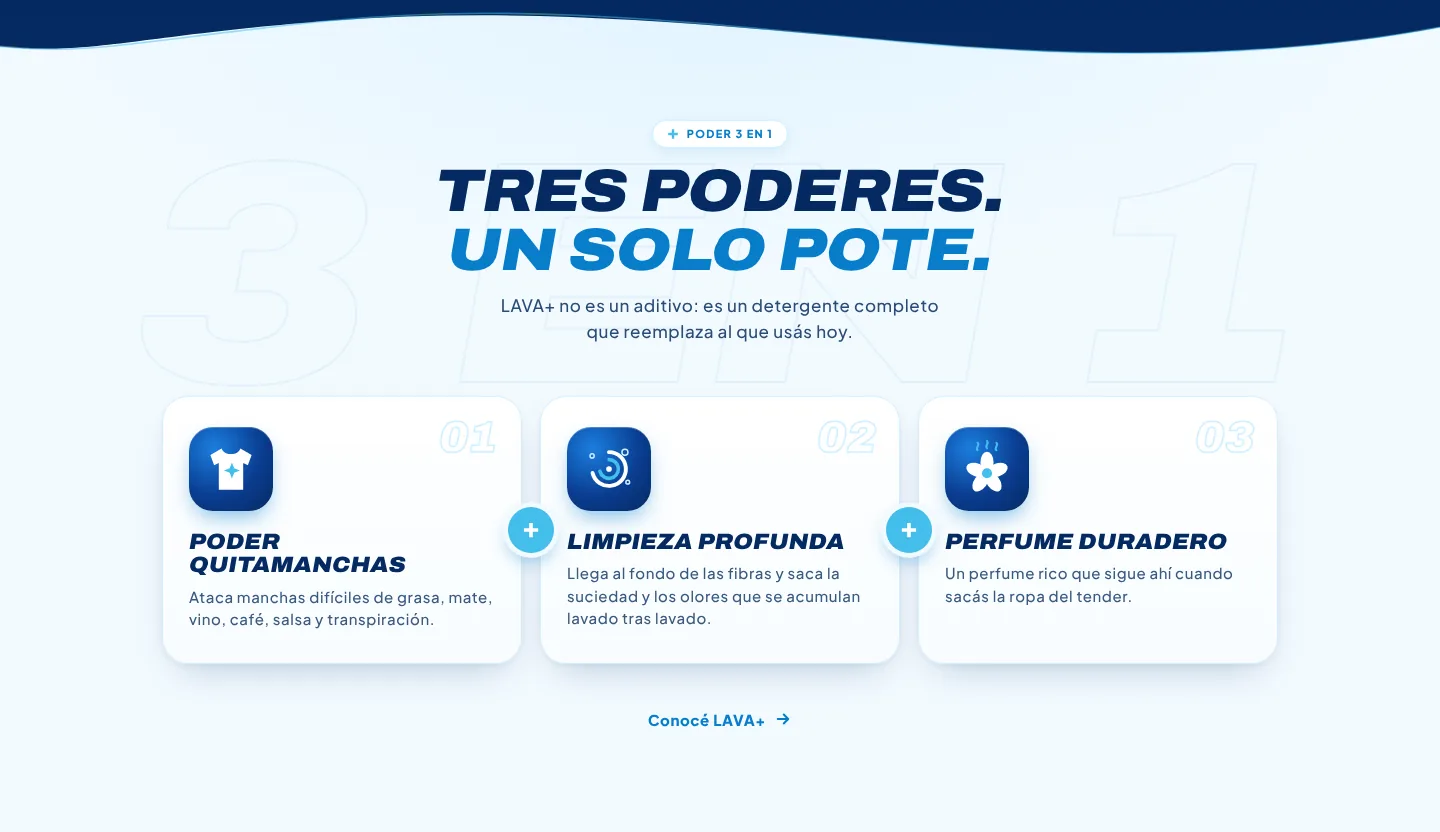 PODER 3 EN 1
3 EN 1
TRES PODERES.
UN SOLO POTE.
LAVA+ no es un aditivo: es un detergente completo
que reemplaza al que usás hoy.
01
PODER
QUITAMANCHAS
Ataca manchas difíciles de grasa, mate,
vino, café, salsa y transpiración.
+
02
LIMPIEZA PROFUNDA
Llega al fondo de las fibras y saca la
suciedad y los olores que se acumulan
lavado tras lavado.
+
03
PERFUME DURADERO
Un perfume rico que sigue ahí cuando
sacás la ropa del tender.
Conocé LAVA+ →